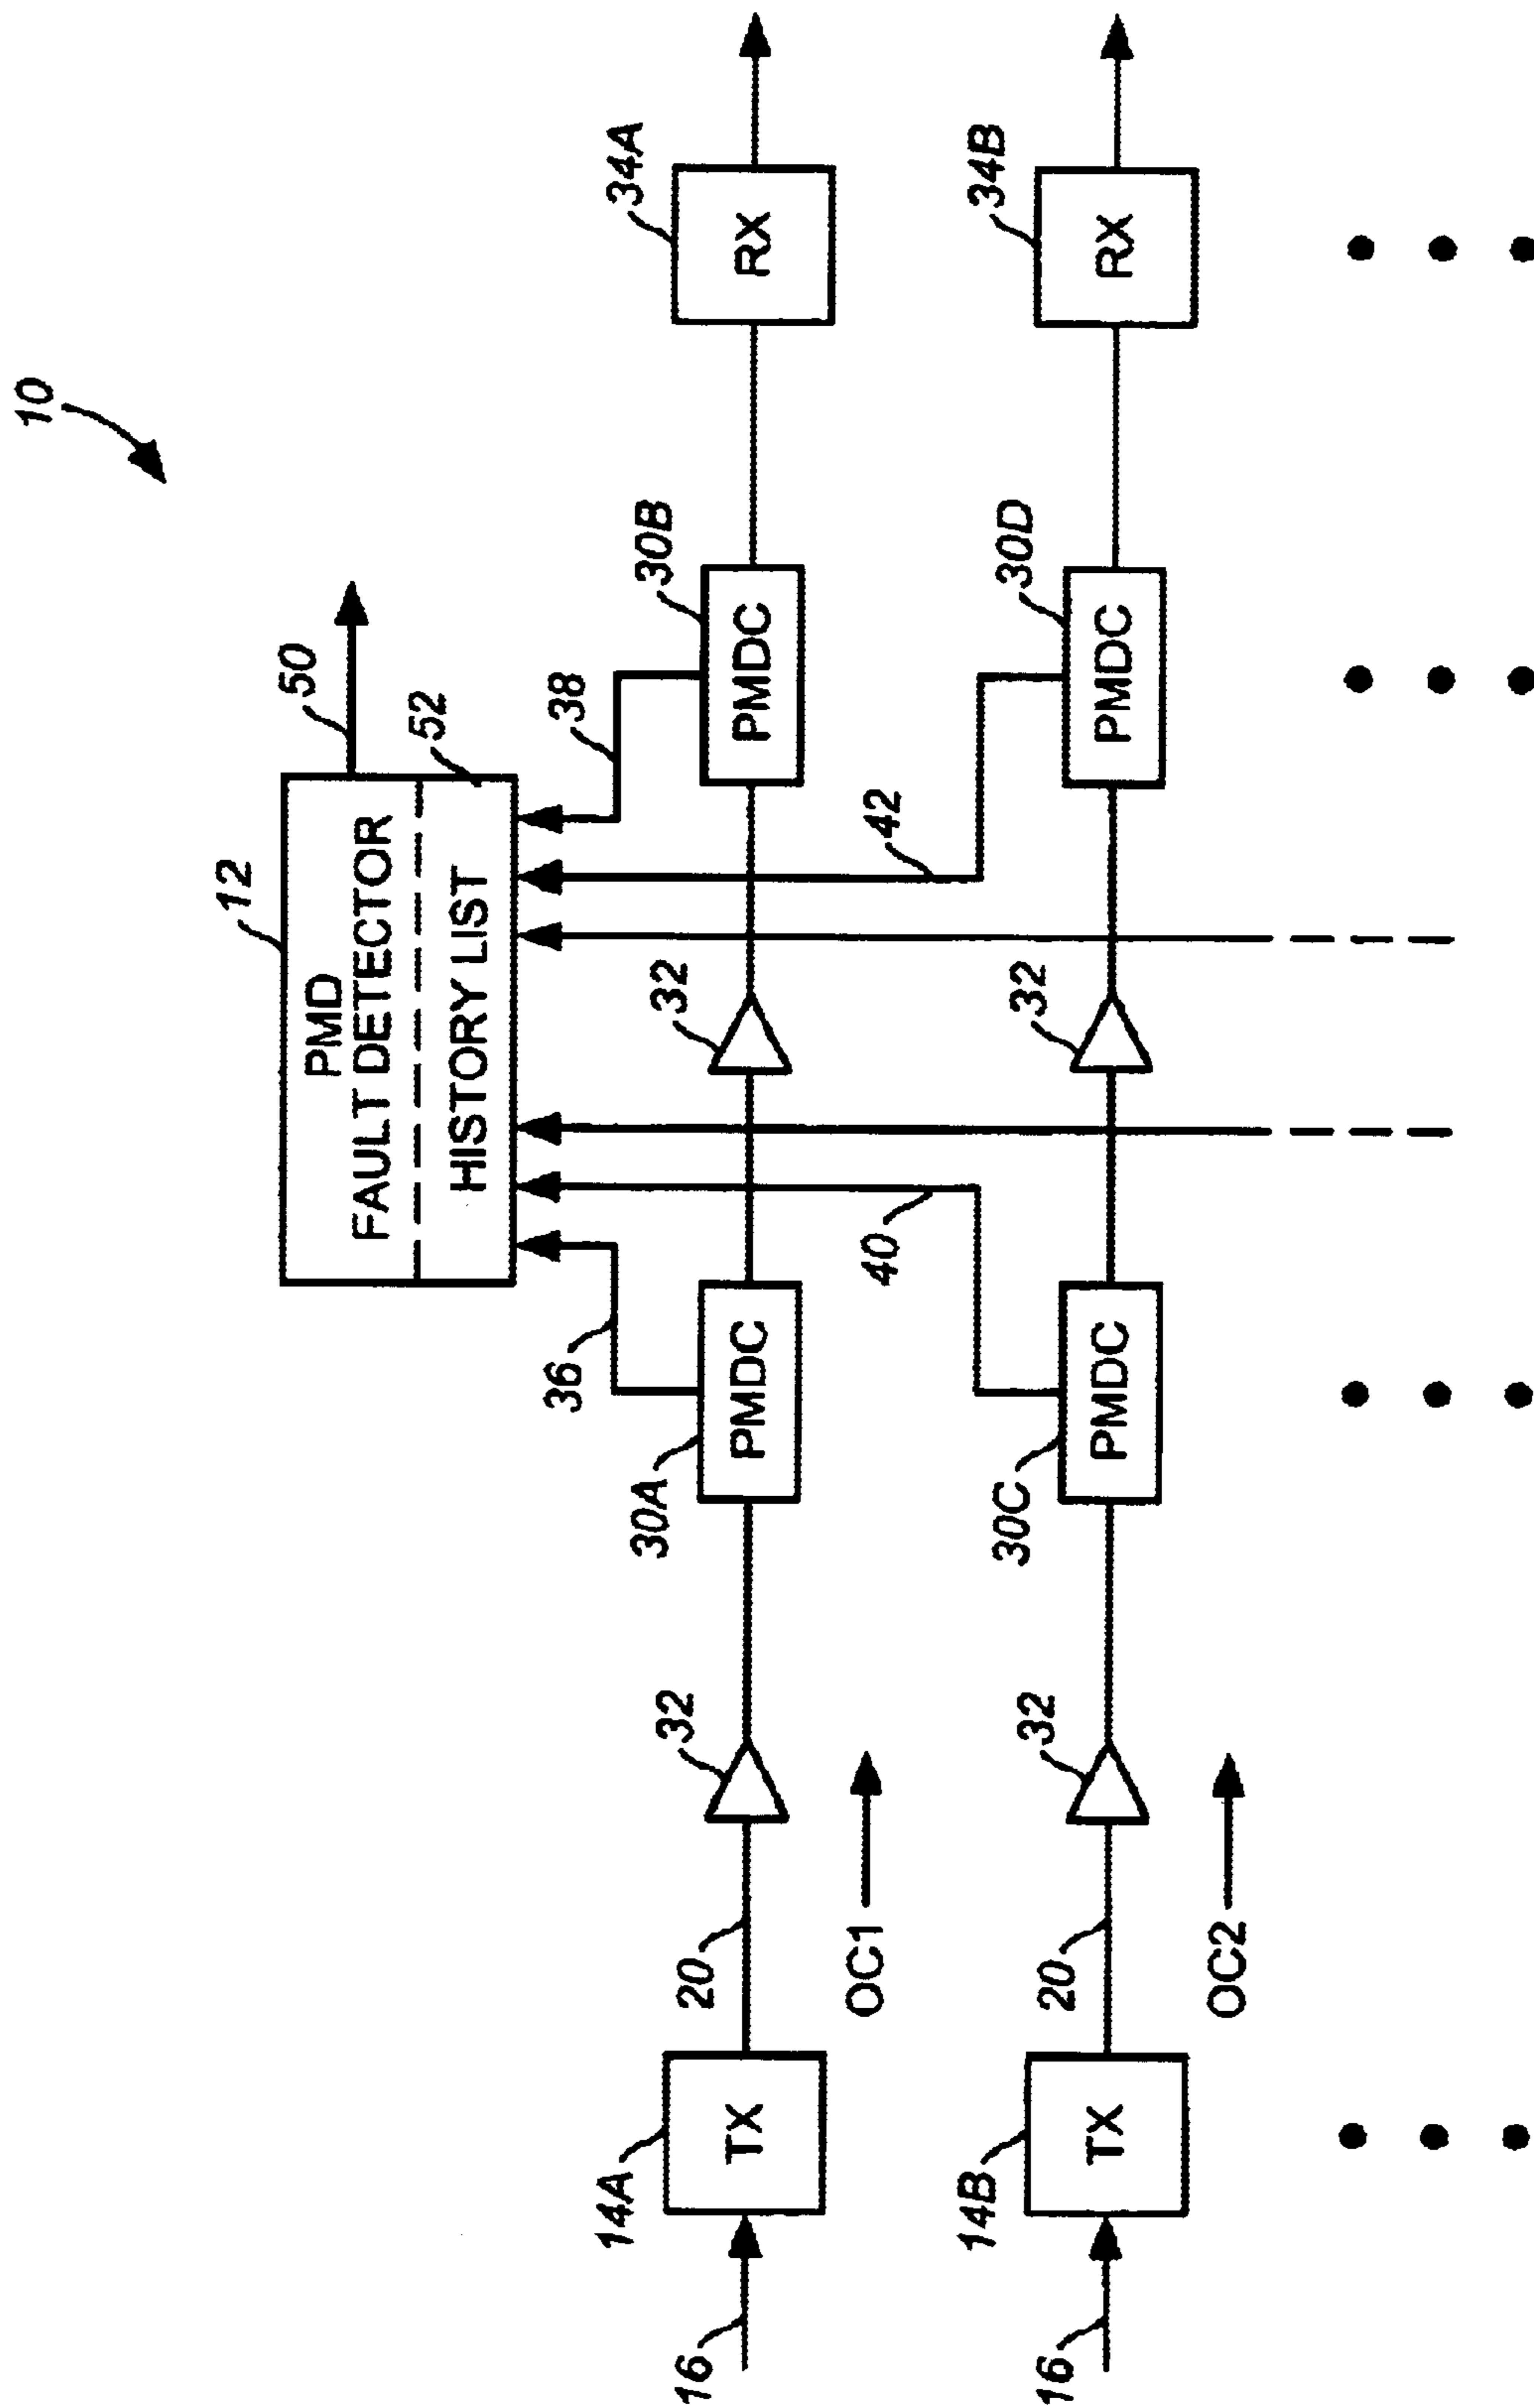 10
12
PMD
FAULT DETECTOR
HISTORY LIST
50
52
36
38
40
42
16
14A
TX
20
32
OC1
30A
PMDC
32
30B
PMDC
34A
RX
16
14B
TX
20
32
OC2
30C
PMDC
32
30D
PMDC
34B
RX